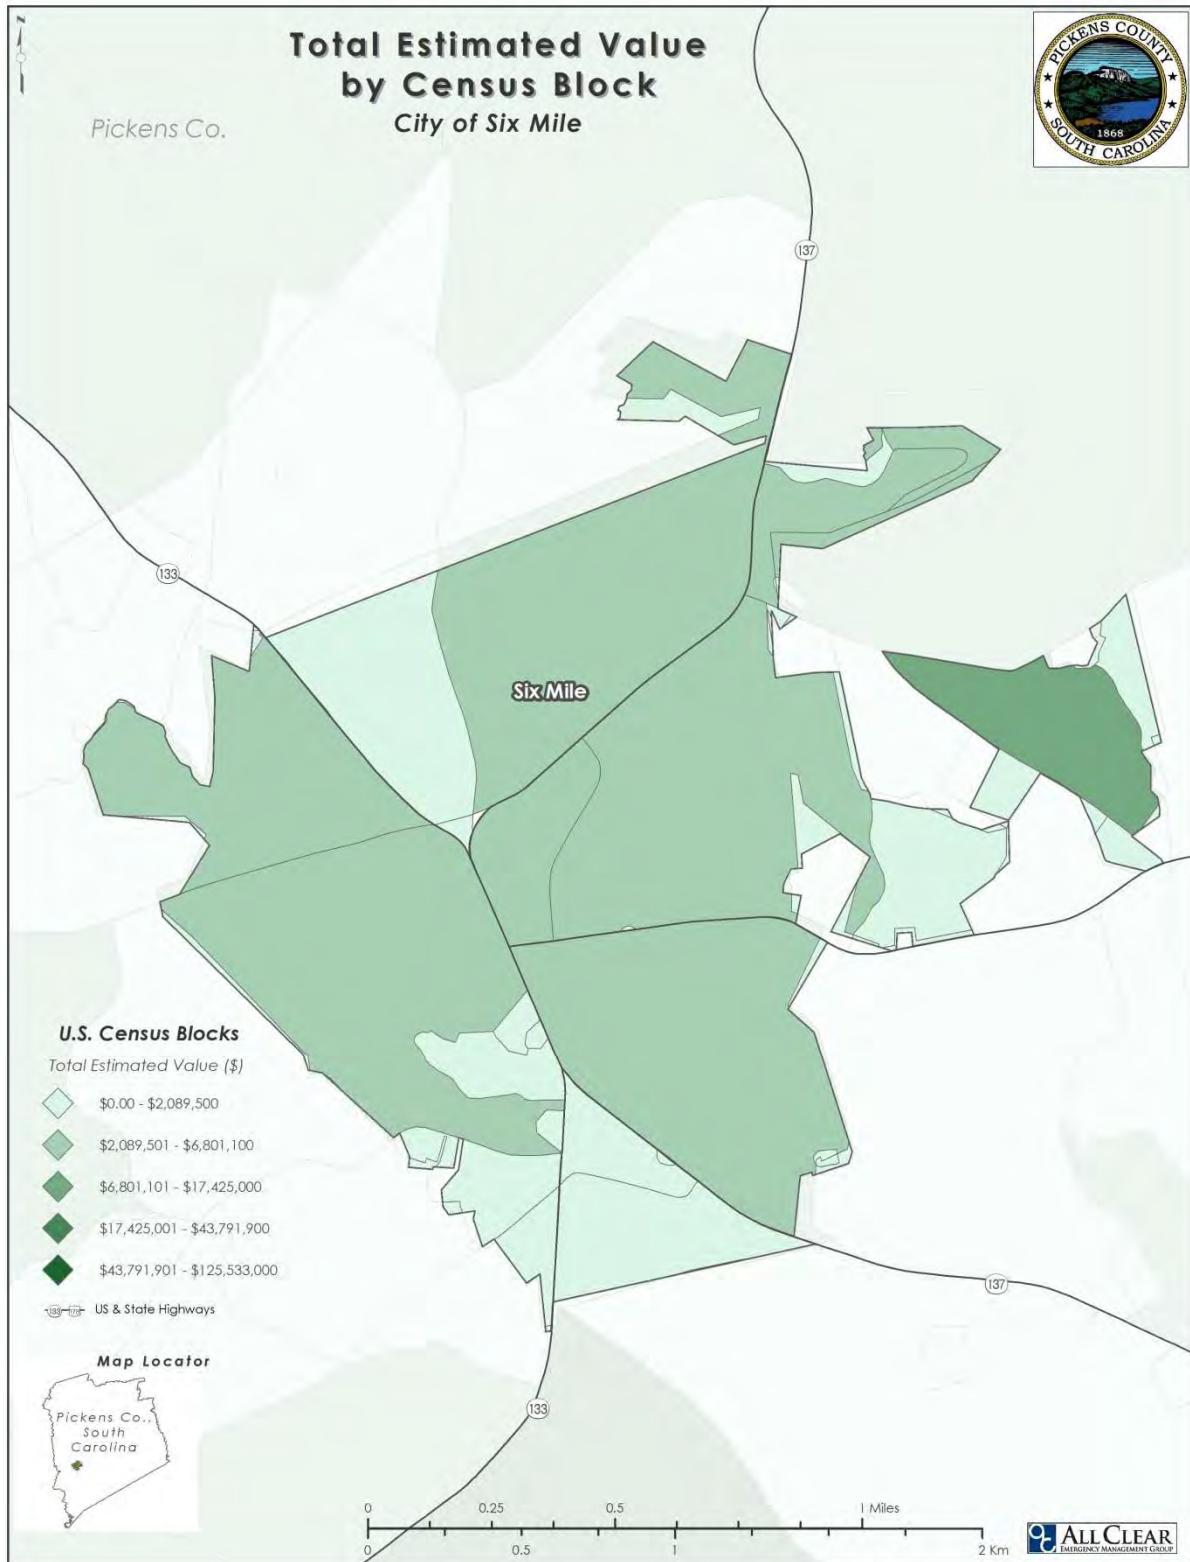 N
Total Estimated Value
by Census Block
City of Six Mile
Pickens Co.
PICKENS COUNTY
SOUTH CAROLINA
1868
137
133
Six Mile
U.S. Census Blocks
Total Estimated Value ($)
$0.00 - $2,089,500
$2,089,501 - $6,801,100
$6,801,101 - $17,425,000
$17,425,001 - $43,791,900
$43,791,901 - $125,533,000
US & State Highways
137
Map Locator
Pickens Co.,
South
Carolina
133
0 0.25 0.5 1 Miles
0 0.5 1 2 Km
ALL CLEAR
EMERGENCY MANAGEMENT GROUP